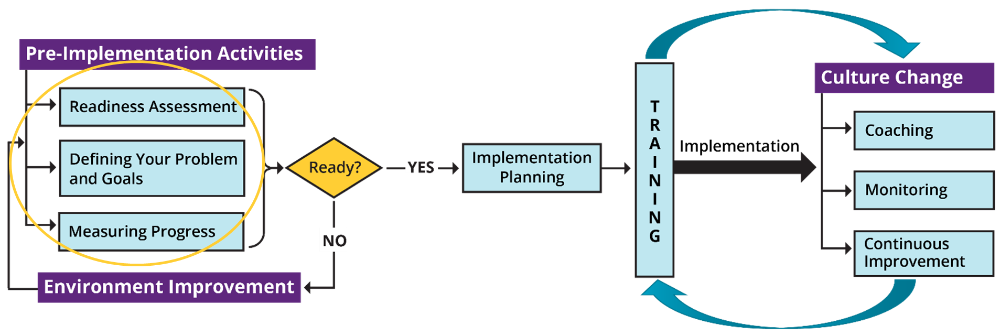 Pre-Implementation Activities
Readiness Assessment
Defining Your Problem
and Goals
Measuring Progress
Environment Improvement
Ready?
YES
NO
Implementation
Planning
TRAINING
Implementation
Culture Change
Coaching
Monitoring
Continuous
Improvement